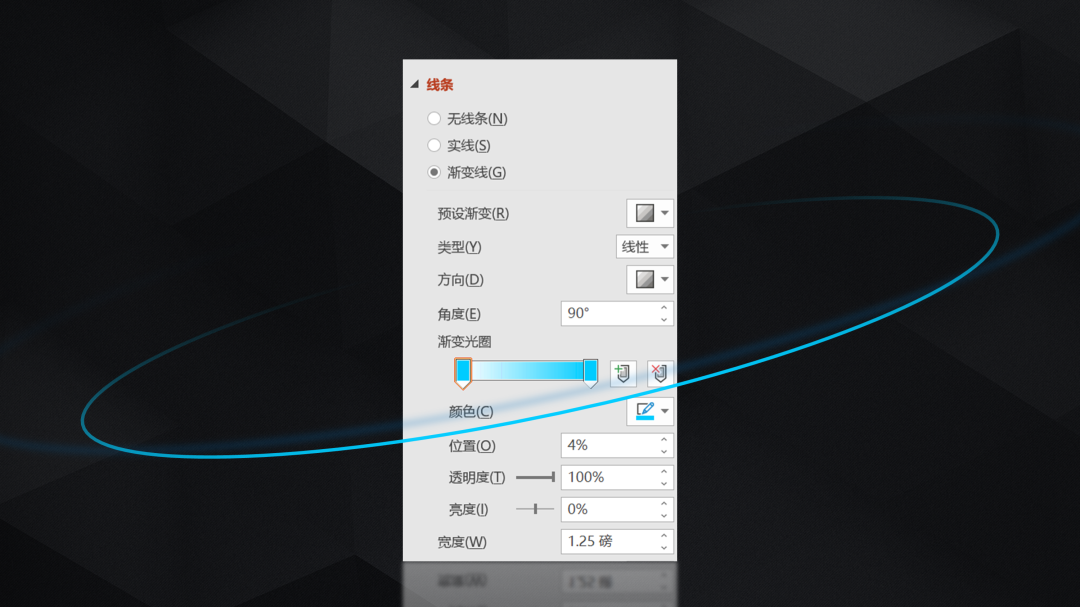 线条
无线条(N)
实线(S)
渐变线(G)
预设渐变(R)
类型(Y) 线性
方向(D)
角度(E) 90°
渐变光圈
颜色(C)
位置(O) 4%
透明度(T) 100%
亮度(I) 0%
宽度(W) 1.25 磅